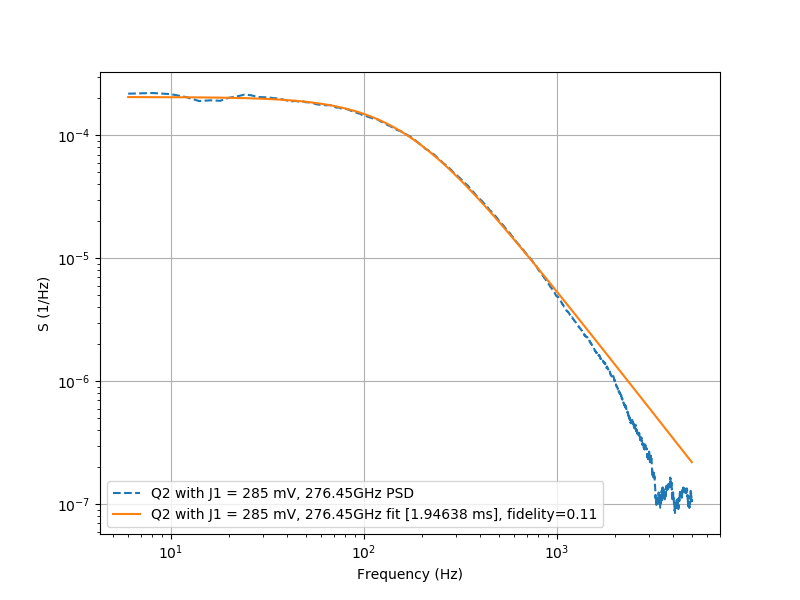 S (1/Hz)
10⁻⁴
10⁻⁵
10⁻⁶
10⁻⁷
Q2 with J1 = 285 mV, 276.45GHz PSD
Q2 with J1 = 285 mV, 276.45GHz fit [1.94638 ms], fidelity=0.11
10¹ 10² 10³
Frequency (Hz)